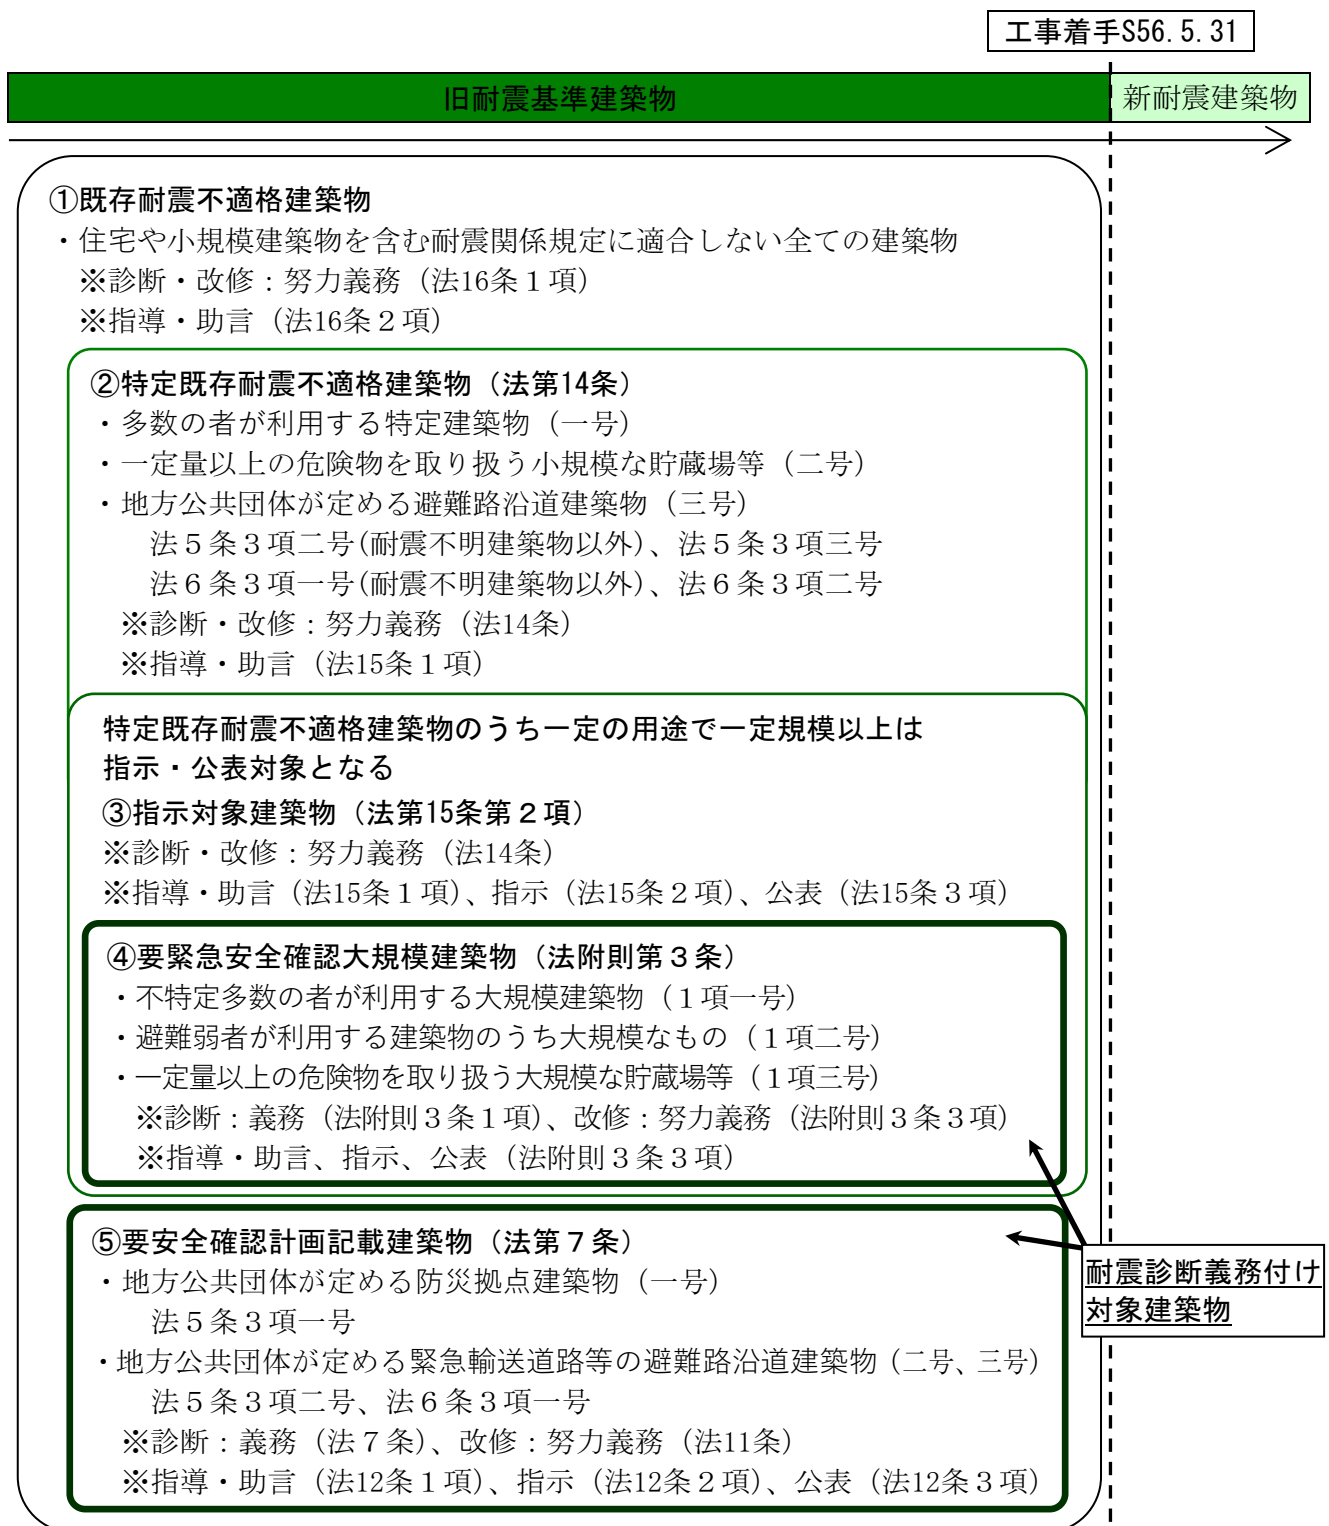 工事着手S56.5.31
旧耐震基準建築物
新耐震建築物
①既存耐震不適格建築物
・住宅や小規模建築物を含む耐震関係規定に適合しない全ての建築物
※診断・改修：努力義務（法16条１項）
※指導・助言（法16条２項）
②特定既存耐震不適格建築物（法第14条）
・多数の者が利用する特定建築物（一号）
・一定量以上の危険物を取り扱う小規模な貯蔵場等（二号）
・地方公共団体が定める避難路沿道建築物（三号）
法５条３項二号(耐震不明建築物以外)、法５条３項三号
法６条３項一号(耐震不明建築物以外)、法６条３項二号
※診断・改修：努力義務（法14条）
※指導・助言（法15条１項）
特定既存耐震不適格建築物のうち一定の用途で一定規模以上は
指示・公表対象となる
③指示対象建築物（法第15条第２項）
※診断・改修：努力義務（法14条）
※指導・助言（法15条１項）、指示（法15条２項）、公表（法15条３項）
④要緊急安全確認大規模建築物（法附則第３条）
・不特定多数の者が利用する大規模建築物（１項一号）
・避難弱者が利用する建築物のうち大規模なもの（１項二号）
・一定量以上の危険物を取り扱う大規模な貯蔵場等（１項三号）
※診断：義務（法附則３条１項）、改修：努力義務（法附則３条３項）
※指導・助言、指示、公表（法附則３条３項）
⑤要安全確認計画記載建築物（法第７条）
・地方公共団体が定める防災拠点建築物（一号）
法５条３項一号
・地方公共団体が定める緊急輸送道路等の避難路沿道建築物（二号、三号）
法５条３項二号、法６条３項一号
※診断：義務（法７条）、改修：努力義務（法11条）
※指導・助言（法12条１項）、指示（法12条２項）、公表（法12条３項）
耐震診断義務付け
対象建築物